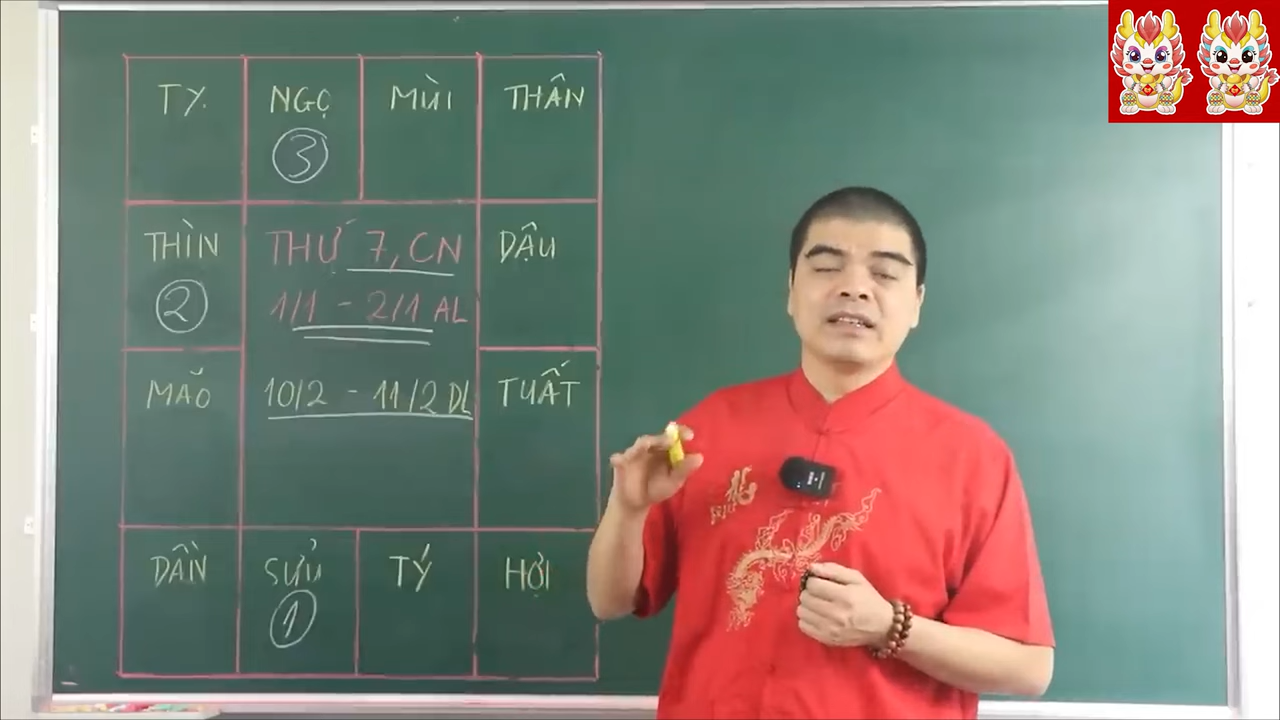 TỴ
NGỌ
3
MÙI
THÂN
THÌN
2
THỨ 7, CN
1/1 - 2/1 AL
10/2 - 11/2 DL
DẬU
MÃO
TUẤT
DẦN
SỬU
1
TÝ
HỢI